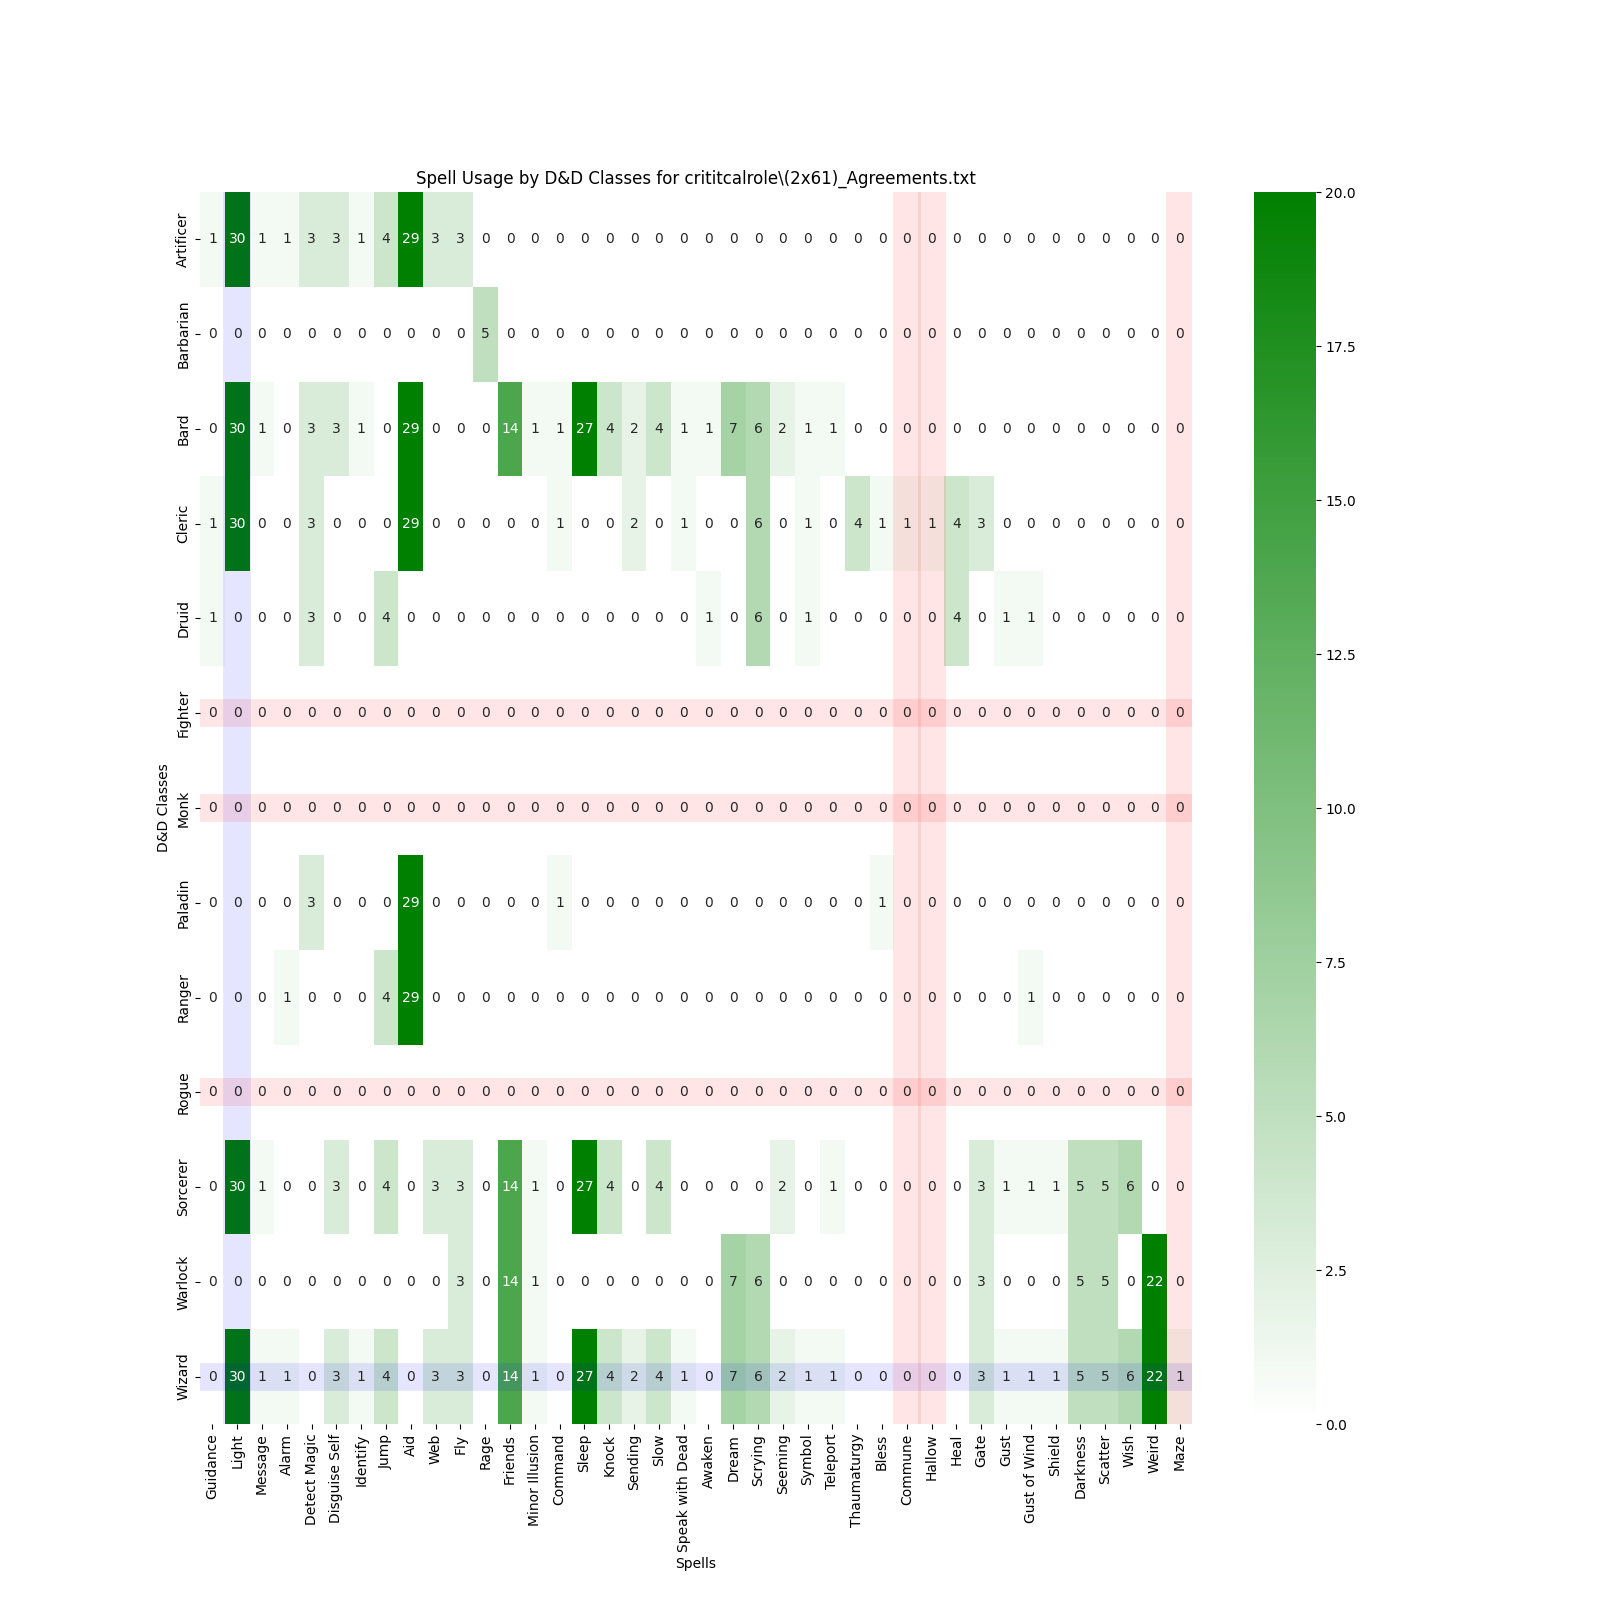 Spell Usage by D&D Classes for crititcalrole\(2x61)_Agreements.txt
D&D Classes
Artificer 1 30 1 1 3 3 1 4 29 3 3 0 0 0 0 0 0 0 0 0 0 0 0 0 0 0 0 0 0 0 0 0 0 0 0 0 0 0 0 0
Barbarian 0 0 0 0 0 0 0 0 0 0 0 5 0 0 0 0 0 0 0 0 0 0 0 0 0 0 0 0 0 0 0 0 0 0 0 0 0 0 0 0
Bard 0 30 1 0 3 3 1 0 29 0 0 0 14 1 1 27 4 2 4 1 1 7 6 2 1 1 0 0 0 0 0 0 0 0 0 0 0 0 0 0
Cleric 1 30 0 0 3 0 0 0 29 0 0 0 0 0 1 0 0 2 0 1 0 0 6 0 1 0 4 1 1 1 4 3 0 0 0 0 0 0 0 0
Druid 1 0 0 0 3 0 0 4 0 0 0 0 0 0 0 0 0 0 0 0 1 0 6 0 1 0 0 0 0 0 4 0 1 1 0 0 0 0 0 0
Fighter 0 0 0 0 0 0 0 0 0 0 0 0 0 0 0 0 0 0 0 0 0 0 0 0 0 0 0 0 0 0 0 0 0 0 0 0 0 0 0 0
Monk 0 0 0 0 0 0 0 0 0 0 0 0 0 0 0 0 0 0 0 0 0 0 0 0 0 0 0 0 0 0 0 0 0 0 0 0 0 0 0 0
Paladin 0 0 0 0 3 0 0 0 29 0 0 0 0 0 1 0 0 0 0 0 0 0 0 0 0 0 0 1 0 0 0 0 0 0 0 0 0 0 0 0
Ranger 0 0 0 1 0 0 0 4 29 0 0 0 0 0 0 0 0 0 0 0 0 0 0 0 0 0 0 0 0 0 0 0 0 1 0 0 0 0 0 0
Rogue 0 0 0 0 0 0 0 0 0 0 0 0 0 0 0 0 0 0 0 0 0 0 0 0 0 0 0 0 0 0 0 0 0 0 0 0 0 0 0 0
Sorcerer 0 30 1 0 0 3 0 4 0 3 3 0 14 1 0 27 4 0 4 0 0 0 0 2 0 1 0 0 0 0 0 3 1 1 1 5 5 6 0 0
Warlock 0 0 0 0 0 0 0 0 0 0 3 0 14 1 0 0 0 0 0 0 0 7 6 0 0 0 0 0 0 0 0 3 0 0 0 5 5 0 22 0
Wizard 0 30 1 1 0 3 1 4 0 3 3 0 14 1 0 27 4 2 4 1 0 7 6 2 1 1 0 0 0 0 0 3 1 1 1 5 5 6 22 1
Guidance
Light
Message
Alarm
Detect Magic
Disguise Self
Identify
Jump
Aid
Web
Fly
Rage
Friends
Minor Illusion
Command
Sleep
Knock
Sending
Slow
Speak with Dead
Awaken
Dream
Scrying
Seeming
Symbol
Teleport
Thaumaturgy
Bless
Commune
Hallow
Heal
Gate
Gust
Gust of Wind
Shield
Darkness
Scatter
Wish
Weird
Maze
Spells
20.0
17.5
15.0
12.5
10.0
7.5
5.0
2.5
0.0